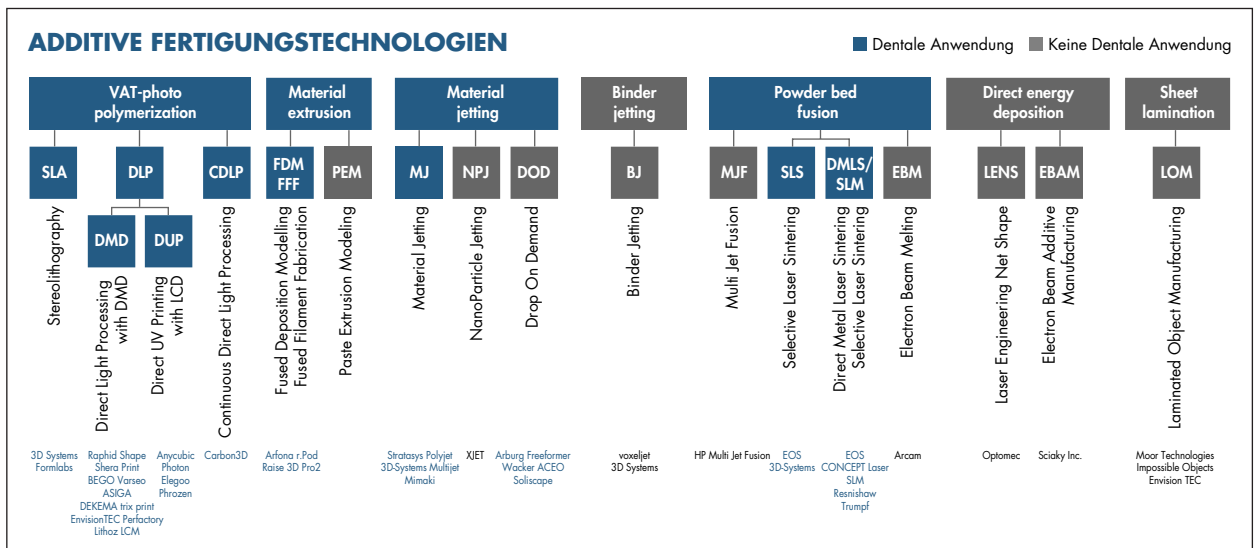 ADDITIVE FERTIGUNGSTECHNOLOGIEN
Dentale Anwendung
Keine Dentale Anwendung
VAT-photo
polymerization
Material
extrusion
Material
jetting
Binder
jetting
Powder bed
fusion
Direct energy
deposition
Sheet
lamination
SLA
DLP
CDLP
FDM
FFF
PEM
MJ
NPJ
DOD
BJ
MJF
SLS
DMLS/
SLM
EBM
LENS
EBAM
LOM
DMD
DUP
Stereolithography
Direct Light Processing
with DMD
Direct UV Printing
with LCD
Continuous Direct Light Processing
Fused Deposition Modelling
Fused Filament Fabrication
Paste Extrusion Modeling
Material Jetting
NanoParticle Jetting
Drop On Demand
Binder Jetting
Multi Jet Fusion
Selective Laser Sintering
Direct Metal Laser Sintering
Selective Laser Sintering
Electron Beam Melting
Laser Engineering Net Shape
Electron Beam Additive
Manufacturing
Laminated Object Manufacturing
3D Systems
Formlabs
Raphid Shape
Shera Print
BEGO Varseo
ASIGA
DEKEMA trix print
EnvisionTEC Perfactory
Lithoz LCM
Anycubic
Photon
Elegoo
Phrozen
Carbon3D
Arfona r.Pod
Raise 3D Pro2
Stratasys Polyjet
3D-Systems Multijet
Mimaki
XJET
Arburg Freeformer
Wacker ACEO
Soliscape
voxeljet
3D Systems
HP Multi Jet Fusion
EOS
3D-Systems
EOS
CONCEPT Laser
SLM
Resnishaw
Trumpf
Arcam
Optomec
Sciaky Inc.
Moor Technologies
Impossible Objects
Envision TEC